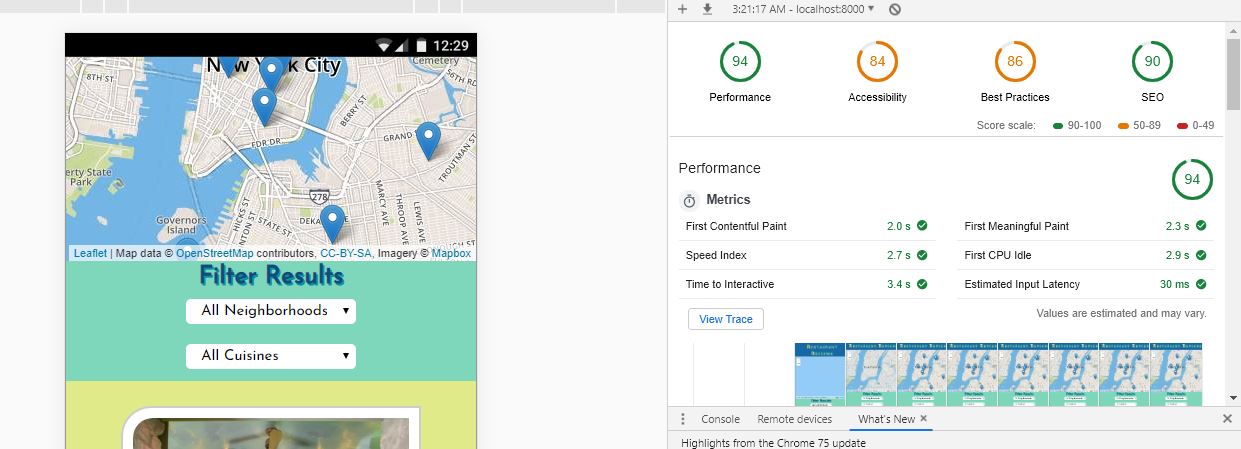 3:21:17 AM - localhost:8000
12:29
New York City
Cemetery
8TH ST
56TH RD
BERRY ST
GRAND
FDR DR
TROUTMAN ST
erty State
Park
278
MARCY AVE
THROOP AVE
LEWIS AVE
Governors
Island
HICKS ST
STATE ST
DEKA
Leaflet | Map data © OpenStreetMap contributors, CC-BY-SA, Imagery © Mapbox
Filter Results
All Neighborhoods
All Cuisines
94 84 86 90
Performance Accessibility Best Practices SEO
Score scale: 90-100 50-89 0-49
Performance
94
Metrics
First Contentful Paint 2.0 s First Meaningful Paint 2.3 s
Speed Index 2.7 s First CPU Idle 2.9 s
Time to Interactive 3.4 s Estimated Input Latency 30 ms
View Trace Values are estimated and may vary.
Console Remote devices What's New
Highlights from the Chrome 75 update